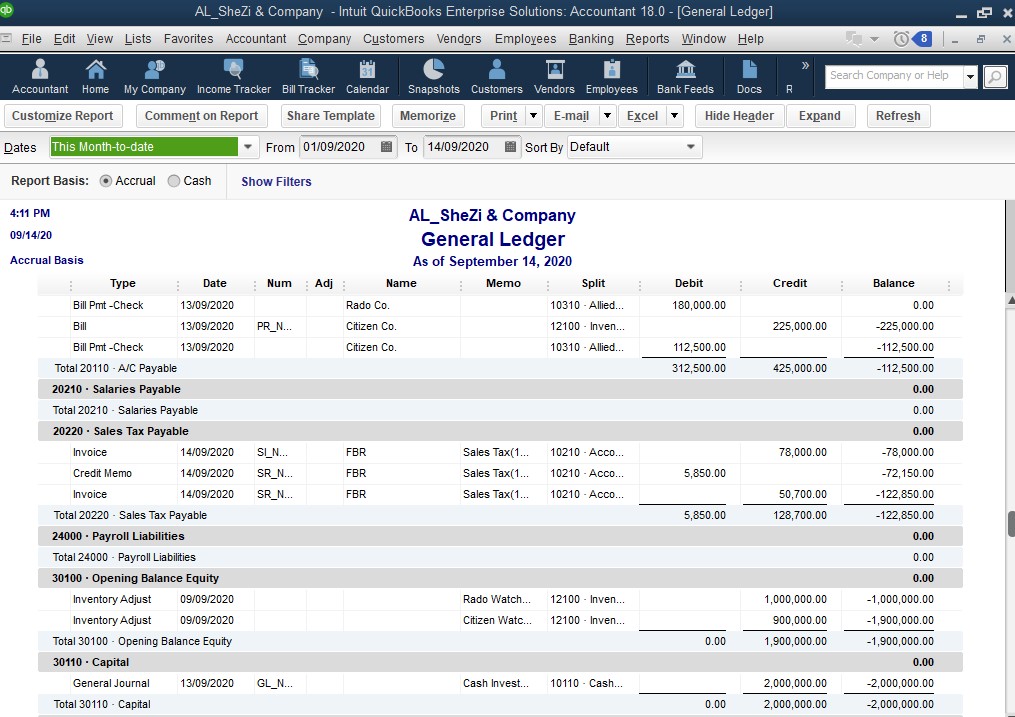 qb AL_SheZi & Company - Intuit QuickBooks Enterprise Solutions: Accountant 18.0 - [General Ledger]
File Edit View Lists Favorites Accountant Company Customers Vendors Employees Banking Reports Window Help 8
31
Accountant Home My Company Income Tracker Bill Tracker Calendar Snapshots Customers Vendors Employees Bank Feeds Docs R » Search Company or Help
Customize Report Comment on Report Share Template Memorize Print E-mail Excel Hide Header Expand Refresh
Dates This Month-to-date From 01/09/2020 To 14/09/2020 Sort By Default
Report Basis: Accrual Cash Show Filters
4:11 PM AL_SheZi & Company
09/14/20 General Ledger
Accrual Basis As of September 14, 2020
Type Date Num Adj Name Memo Split Debit Credit Balance
Bill Pmt -Check 13/09/2020 Rado Co. 10310 · Allied... 180,000.00 0.00
Bill 13/09/2020 PR_N... Citizen Co. 12100 · Inven... 225,000.00 -225,000.00
Bill Pmt -Check 13/09/2020 Citizen Co. 10310 · Allied... 112,500.00 -112,500.00
Total 20110 · A/C Payable 312,500.00 425,000.00 -112,500.00
20210 · Salaries Payable 0.00
Total 20210 · Salaries Payable 0.00
20220 · Sales Tax Payable 0.00
Invoice 14/09/2020 SI_N... FBR Sales Tax(1... 10210 · Acco... 78,000.00 -78,000.00
Credit Memo 14/09/2020 SR_N... FBR Sales Tax(1... 10210 · Acco... 5,850.00 -72,150.00
Invoice 14/09/2020 SR_N... FBR Sales Tax(1... 10210 · Acco... 50,700.00 -122,850.00
Total 20220 · Sales Tax Payable 5,850.00 128,700.00 -122,850.00
24000 · Payroll Liabilities 0.00
Total 24000 · Payroll Liabilities 0.00
30100 · Opening Balance Equity 0.00
Inventory Adjust 09/09/2020 Rado Watch... 12100 · Inven... 1,000,000.00 -1,000,000.00
Inventory Adjust 09/09/2020 Citizen Watc... 12100 · Inven... 900,000.00 -1,900,000.00
Total 30100 · Opening Balance Equity 0.00 1,900,000.00 -1,900,000.00
30110 · Capital 0.00
General Journal 13/09/2020 GL_N... Cash Invest... 10110 · Cash... 2,000,000.00 -2,000,000.00
Total 30110 · Capital 0.00 2,000,000.00 -2,000,000.00